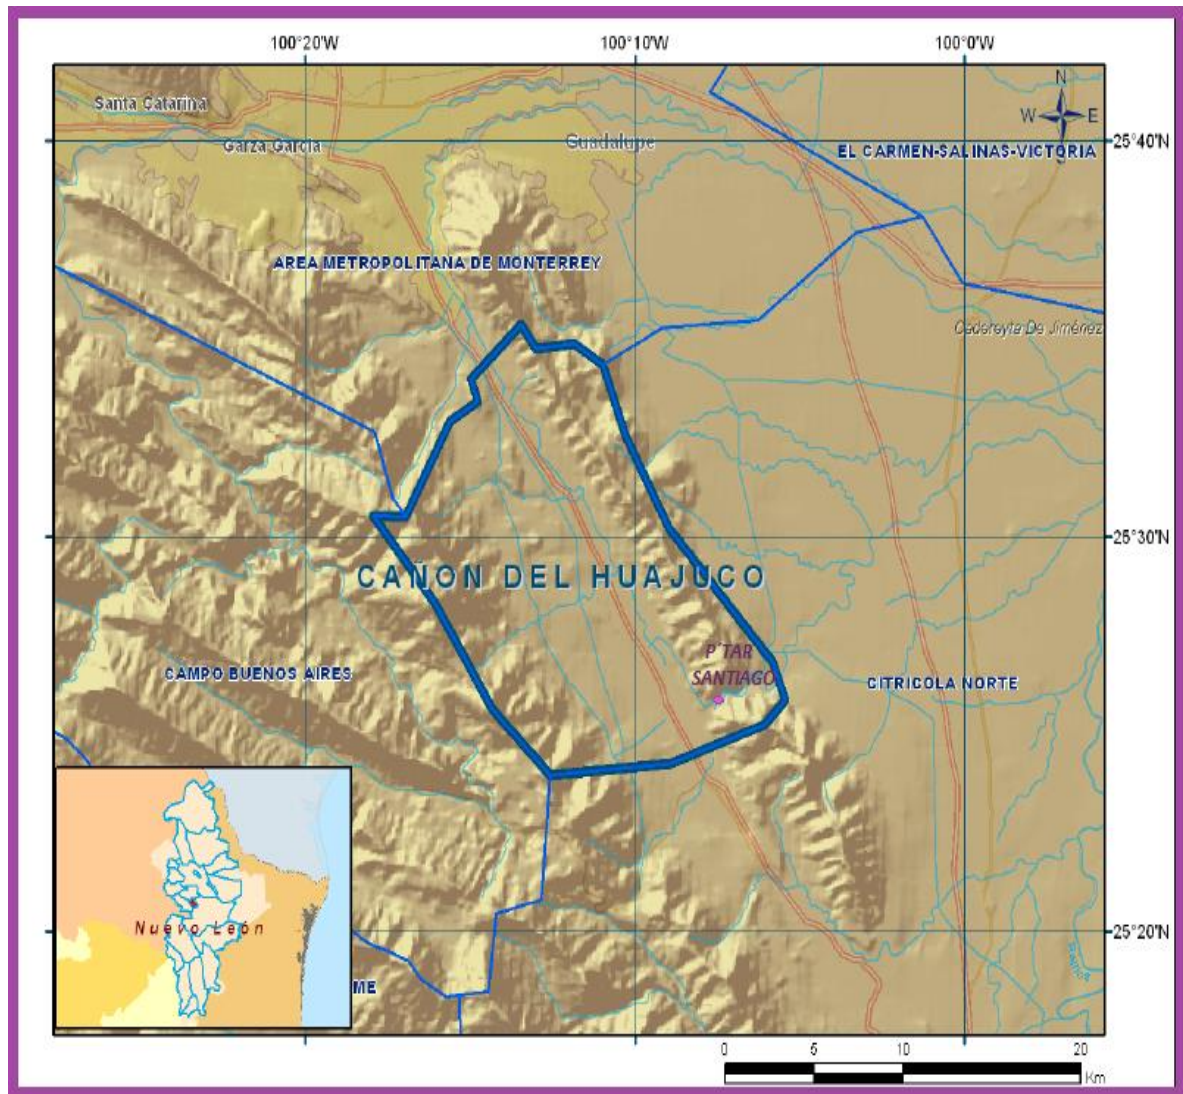 100°20'W 100°10'W 100°0'W
N
W E
S
Santa Catarina
Garza García
Guadalupe
25°40'N
EL CARMEN-SALINAS-VICTORIA
AREA METROPOLITANA DE MONTERREY
Cadereyta De Jiménez
25°30'N
CAÑON DEL HUAJUCO
P´TAR
SANTIAGO
CAMPO BUENOS AIRES
CITRICOLA NORTE
Nuevo León
25°20'N
ME
0 5 10 20
Km